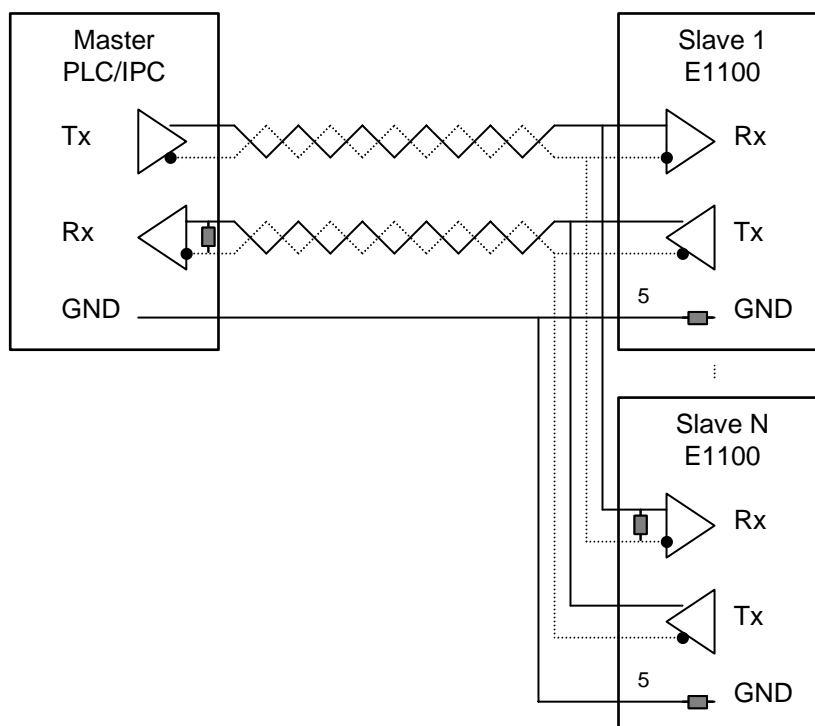 Master
PLC/IPC
Tx
Rx
GND
Slave 1
E1100
Rx
Tx
5
GND
Slave N
E1100
Rx
Tx
5
GND